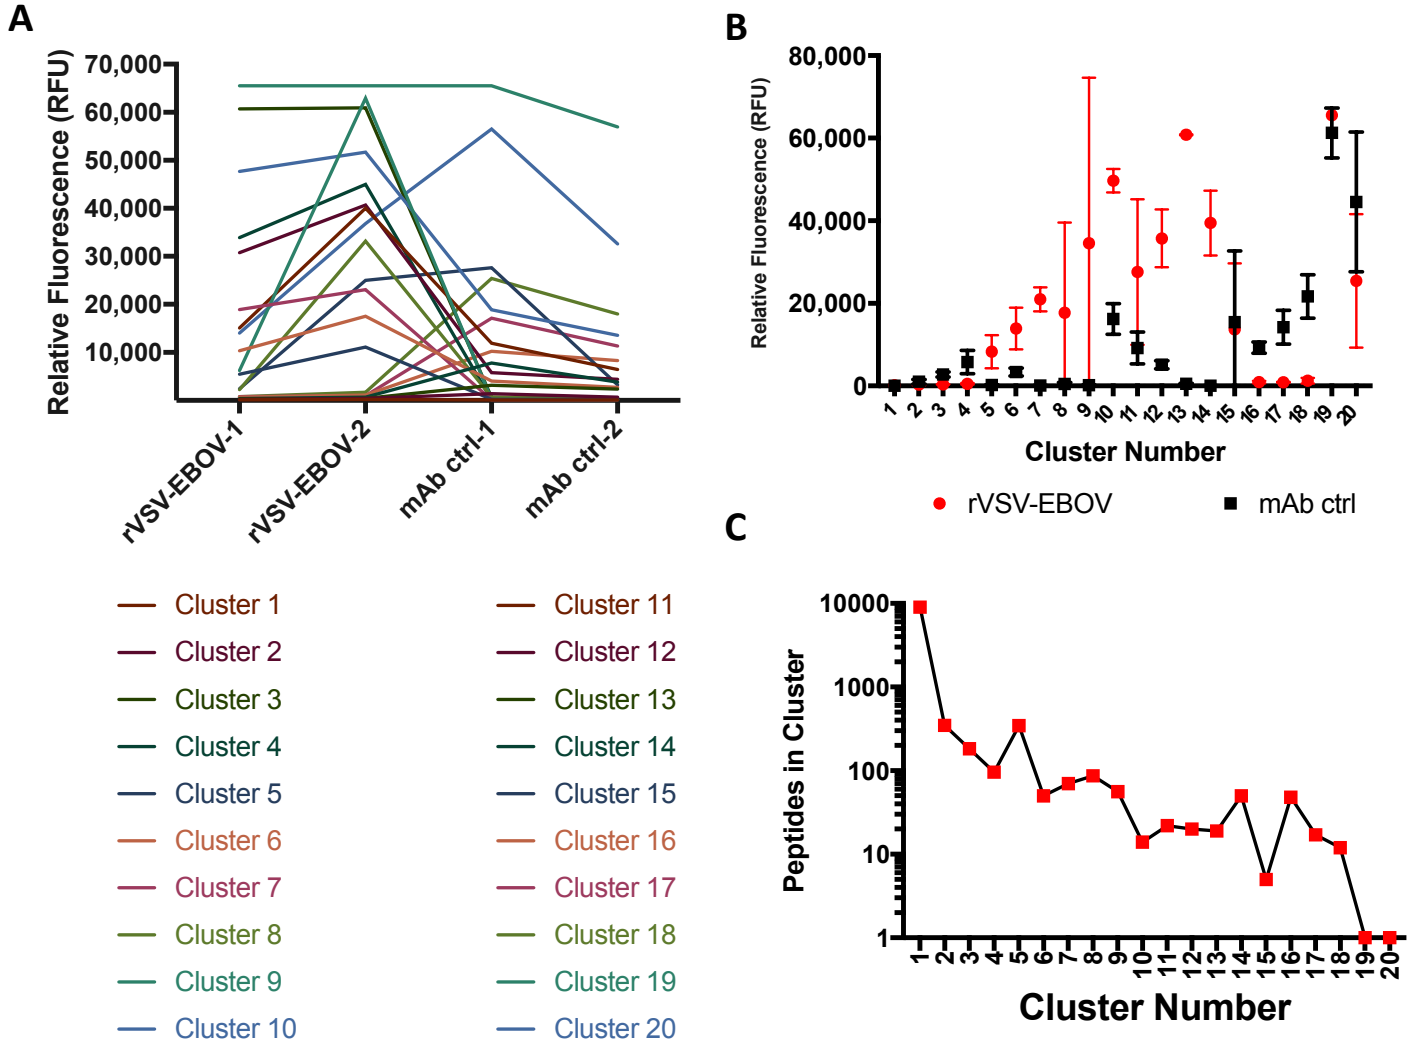 A
Relative Fluorescence (RFU)
70,000
60,000
50,000
40,000
30,000
20,000
10,000
rVSV-EBOV-1
rVSV-EBOV-2
mAb ctrl-1
mAb ctrl-2
Cluster 1
Cluster 2
Cluster 3
Cluster 4
Cluster 5
Cluster 6
Cluster 7
Cluster 8
Cluster 9
Cluster 10
Cluster 11
Cluster 12
Cluster 13
Cluster 14
Cluster 15
Cluster 16
Cluster 17
Cluster 18
Cluster 19
Cluster 20
B
Relative Fluorescence (RFU)
80,000
60,000
40,000
20,000
0
1 2 3 4 5 6 7 8 9 10 11 12 13 14 15 16 17 18 19 20
Cluster Number
rVSV-EBOV mAb ctrl
C
Peptides in Cluster
10000
1000
100
10
1
1 2 3 4 5 6 7 8 9 10 11 12 13 14 15 16 17 18 19 20
Cluster Number